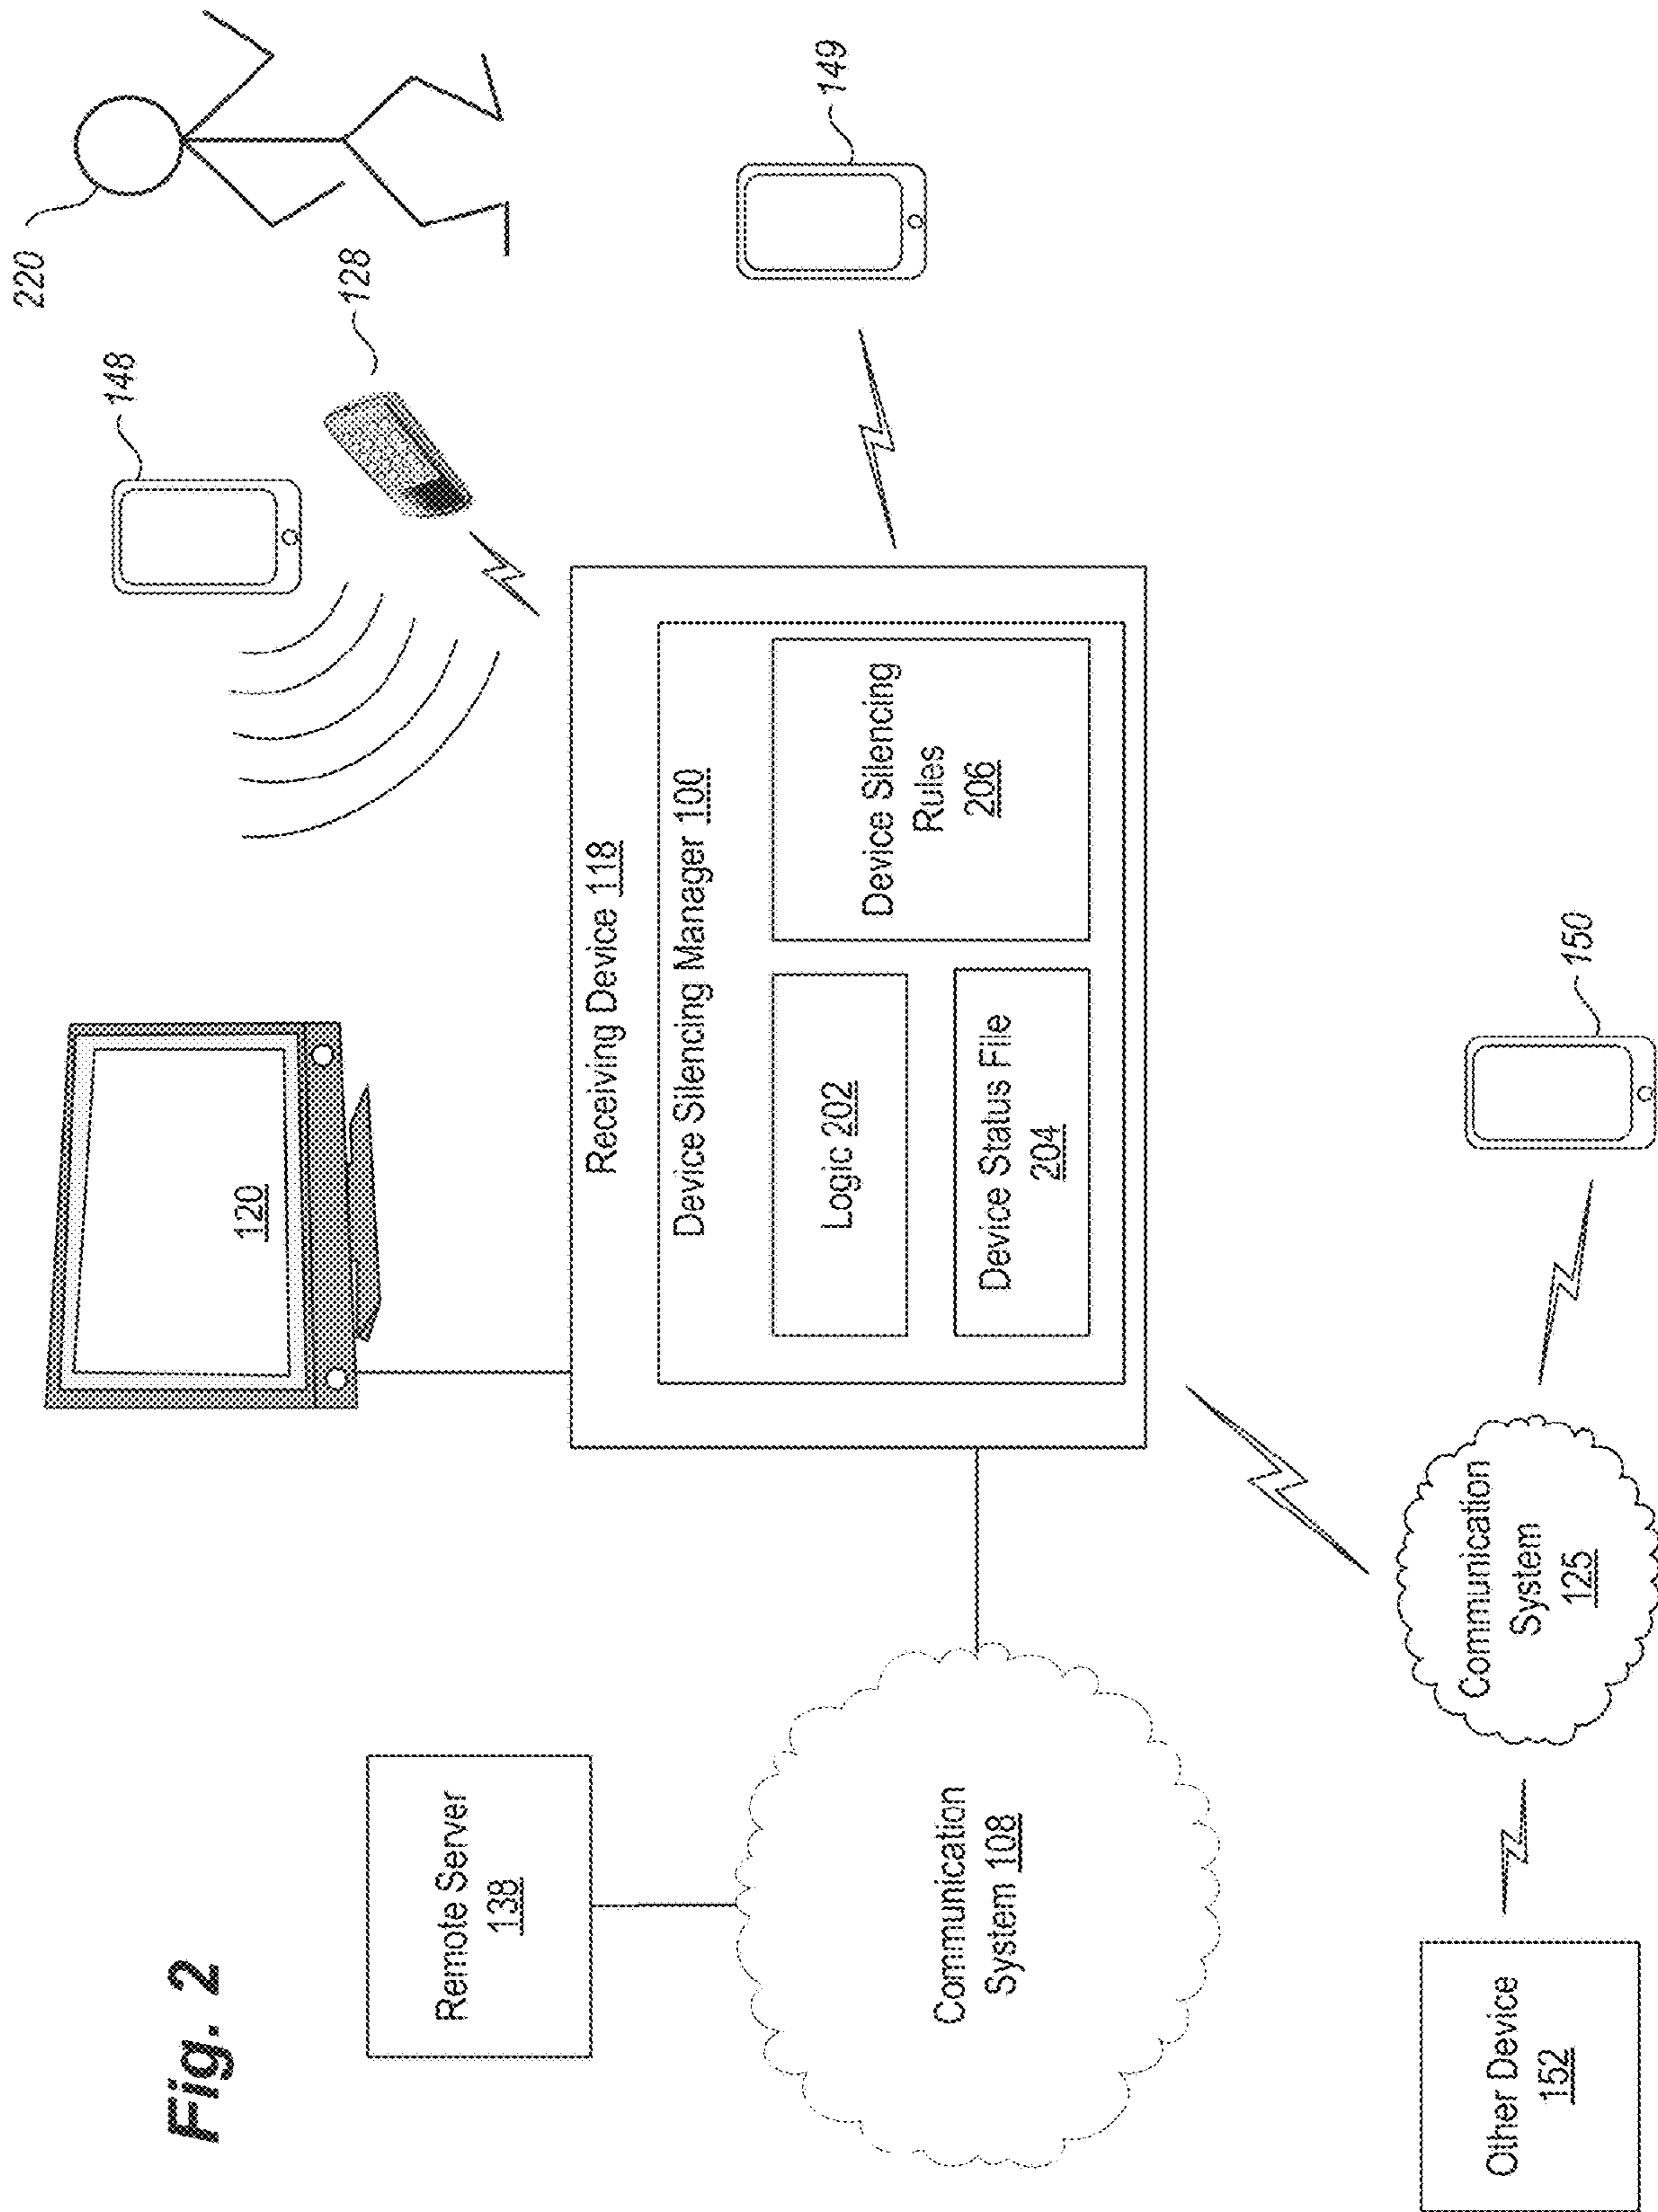 Fig. 2
220
120
148
128
149
Remote Server
138
Receiving Device 118
Device Silencing Manager 100
Logic 202
Device Status File
204
Device Silencing
Rules
206
Communication
System 108
Communication
System
125
150
Other Device
152